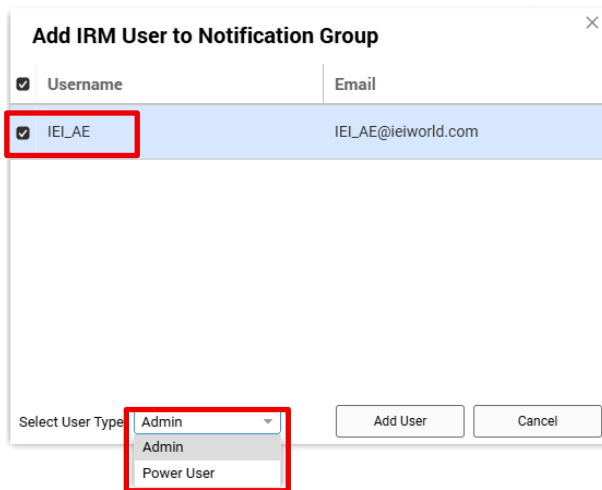 Add IRM User to Notification Group
Username Email
IEI_AE IEI_AE@ieiworld.com
Select User Type Admin Add User Cancel
Admin
Power User